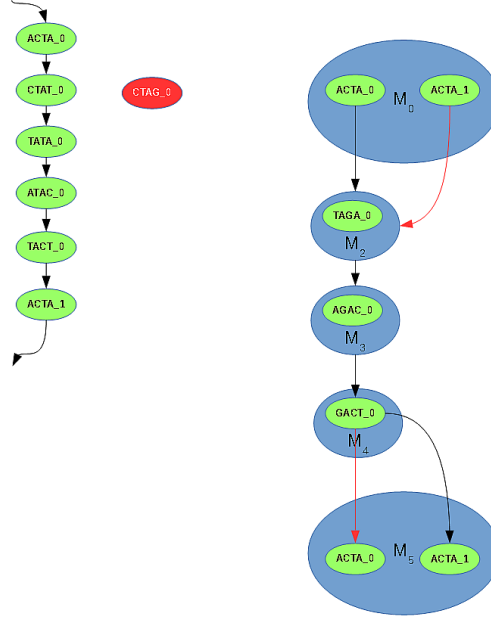 ACTA_0
CTAT_0
TATA_0
ATAC_0
TACT_0
ACTA_1
CTAG_0
ACTA_0
ACTA_1
M0
TAGA_0
M2
AGAC_0
M3
GACT_0
M4
ACTA_0
ACTA_1
M5